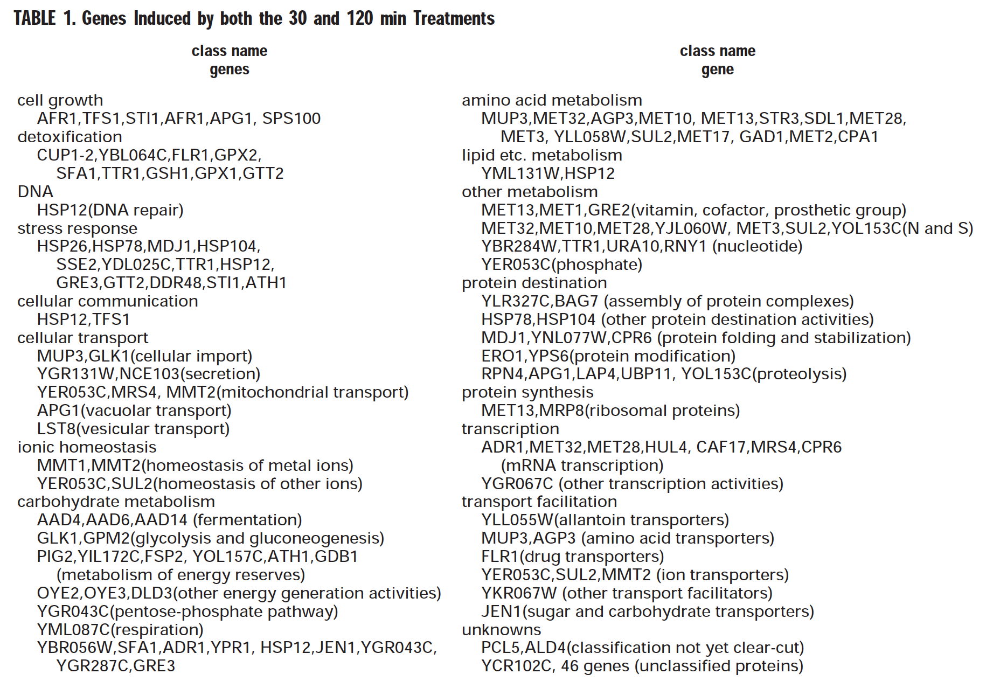 TABLE 1. Genes Induced by both the 30 and 120 min Treatments
class name
genes
cell growth
AFR1,TFS1,STI1,AFR1,APG1, SPS100
detoxification
CUP1-2,YBL064C,FLR1,GPX2,
SFA1,TTR1,GSH1,GPX1,GTT2
DNA
HSP12(DNA repair)
stress response
HSP26,HSP78,MDJ1,HSP104,
SSE2,YDL025C,TTR1,HSP12,
GRE3,GTT2,DDR48,STI1,ATH1
cellular communication
HSP12,TFS1
cellular transport
MUP3,GLK1(cellular import)
YGR131W,NCE103(secretion)
YER053C,MRS4, MMT2(mitochondrial transport)
APG1(vacuolar transport)
LST8(vesicular transport)
ionic homeostasis
MMT1,MMT2(homeostasis of metal ions)
YER053C,SUL2(homeostasis of other ions)
carbohydrate metabolism
AAD4,AAD6,AAD14 (fermentation)
GLK1,GPM2(glycolysis and gluconeogenesis)
PIG2,YIL172C,FSP2, YOL157C,ATH1,GDB1
(metabolism of energy reserves)
OYE2,OYE3,DLD3(other energy generation activities)
YGR043C(pentose-phosphate pathway)
YML087C(respiration)
YBR056W,SFA1,ADR1,YPR1, HSP12,JEN1,YGR043C,
YGR287C,GRE3
class name
gene
amino acid metabolism
MUP3,MET32,AGP3,MET10, MET13,STR3,SDL1,MET28,
MET3, YLL058W,SUL2,MET17, GAD1,MET2,CPA1
lipid etc. metabolism
YML131W,HSP12
other metabolism
MET13,MET1,GRE2(vitamin, cofactor, prosthetic group)
MET32,MET10,MET28,YJL060W, MET3,SUL2,YOL153C(N and S)
YBR284W,TTR1,URA10,RNY1 (nucleotide)
YER053C(phosphate)
protein destination
YLR327C,BAG7 (assembly of protein complexes)
HSP78,HSP104 (other protein destination activities)
MDJ1,YNL077W,CPR6 (protein folding and stabilization)
ERO1,YPS6(protein modification)
RPN4,APG1,LAP4,UBP11, YOL153C(proteolysis)
protein synthesis
MET13,MRP8(ribosomal proteins)
transcription
ADR1,MET32,MET28,HUL4, CAF17,MRS4,CPR6
(mRNA transcription)
YGR067C (other transcription activities)
transport facilitation
YLL055W(allantoin transporters)
MUP3,AGP3 (amino acid transporters)
FLR1(drug transporters)
YER053C,SUL2,MMT2 (ion transporters)
YKR067W (other transport facilitators)
JEN1(sugar and carbohydrate transporters)
unknowns
PCL5,ALD4(classification not yet clear-cut)
YCR102C, 46 genes (unclassified proteins)